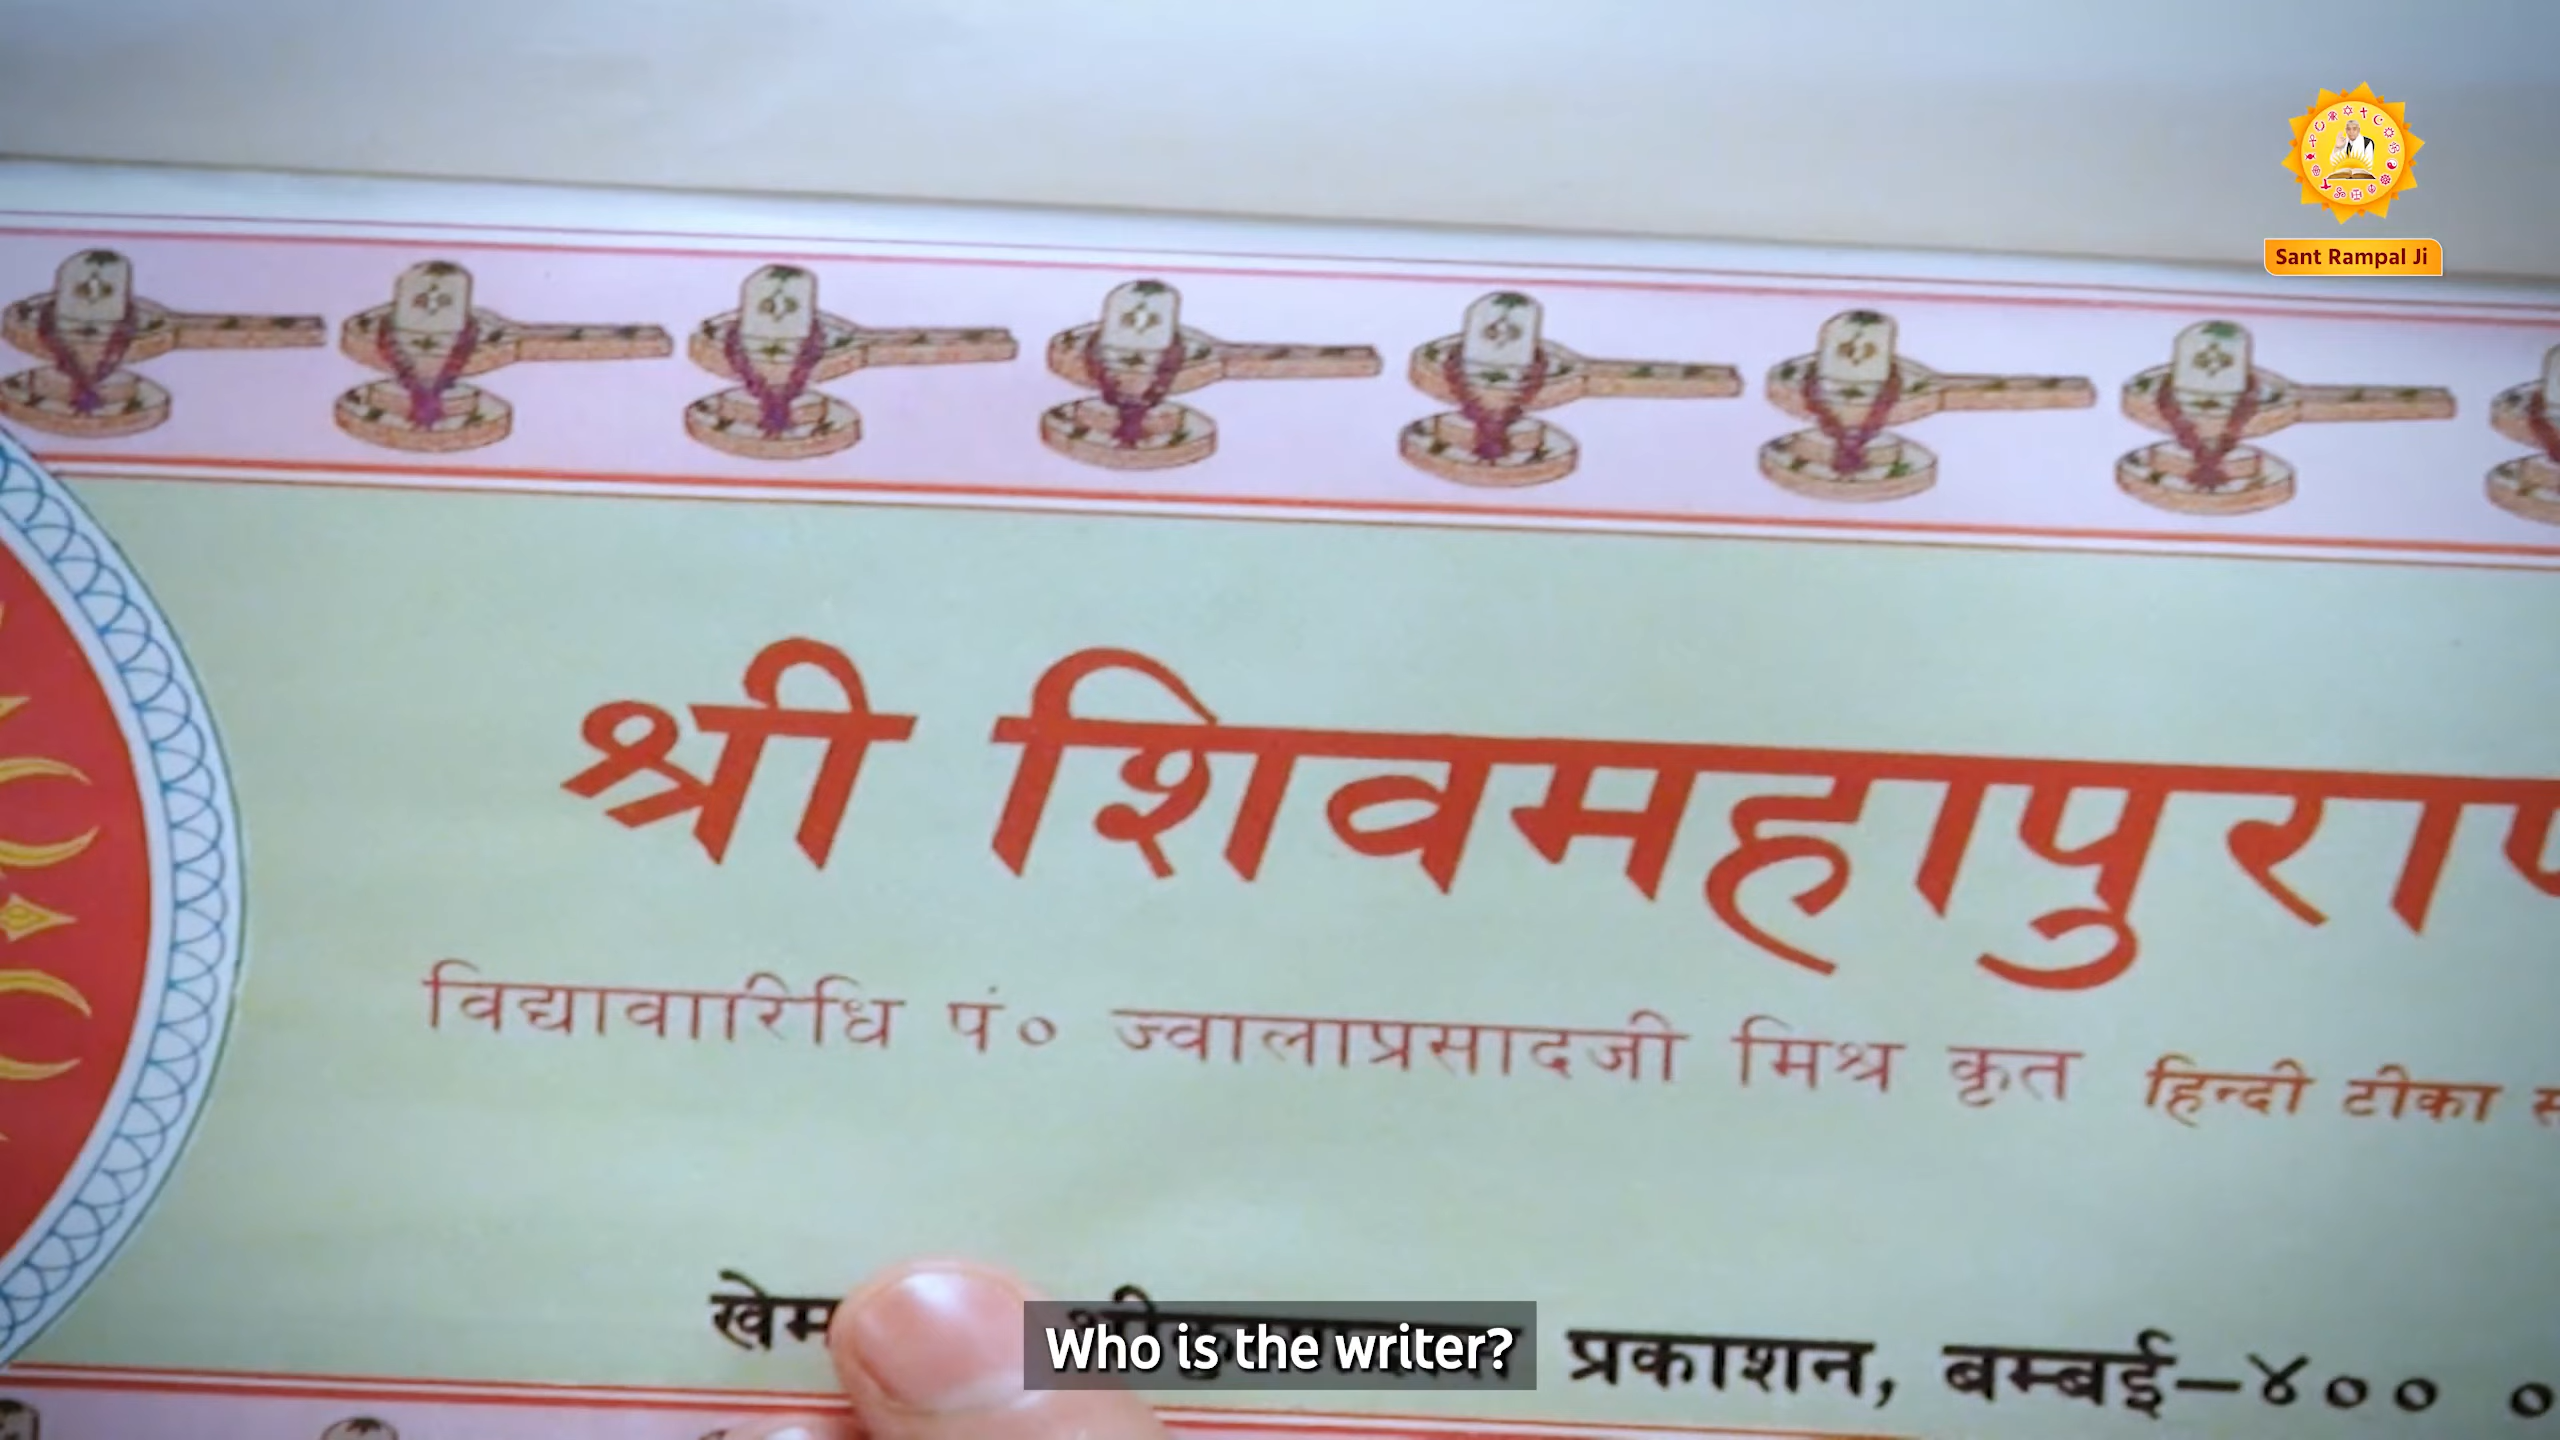 Sant Rampal Ji
श्री शिवमहापुरा
विद्यावारिधि पं० ज्वालाप्रसादजी मिश्र कृत हिन्दी टीका
प्रकाशन, बम्बई–४००
Who is the writer?